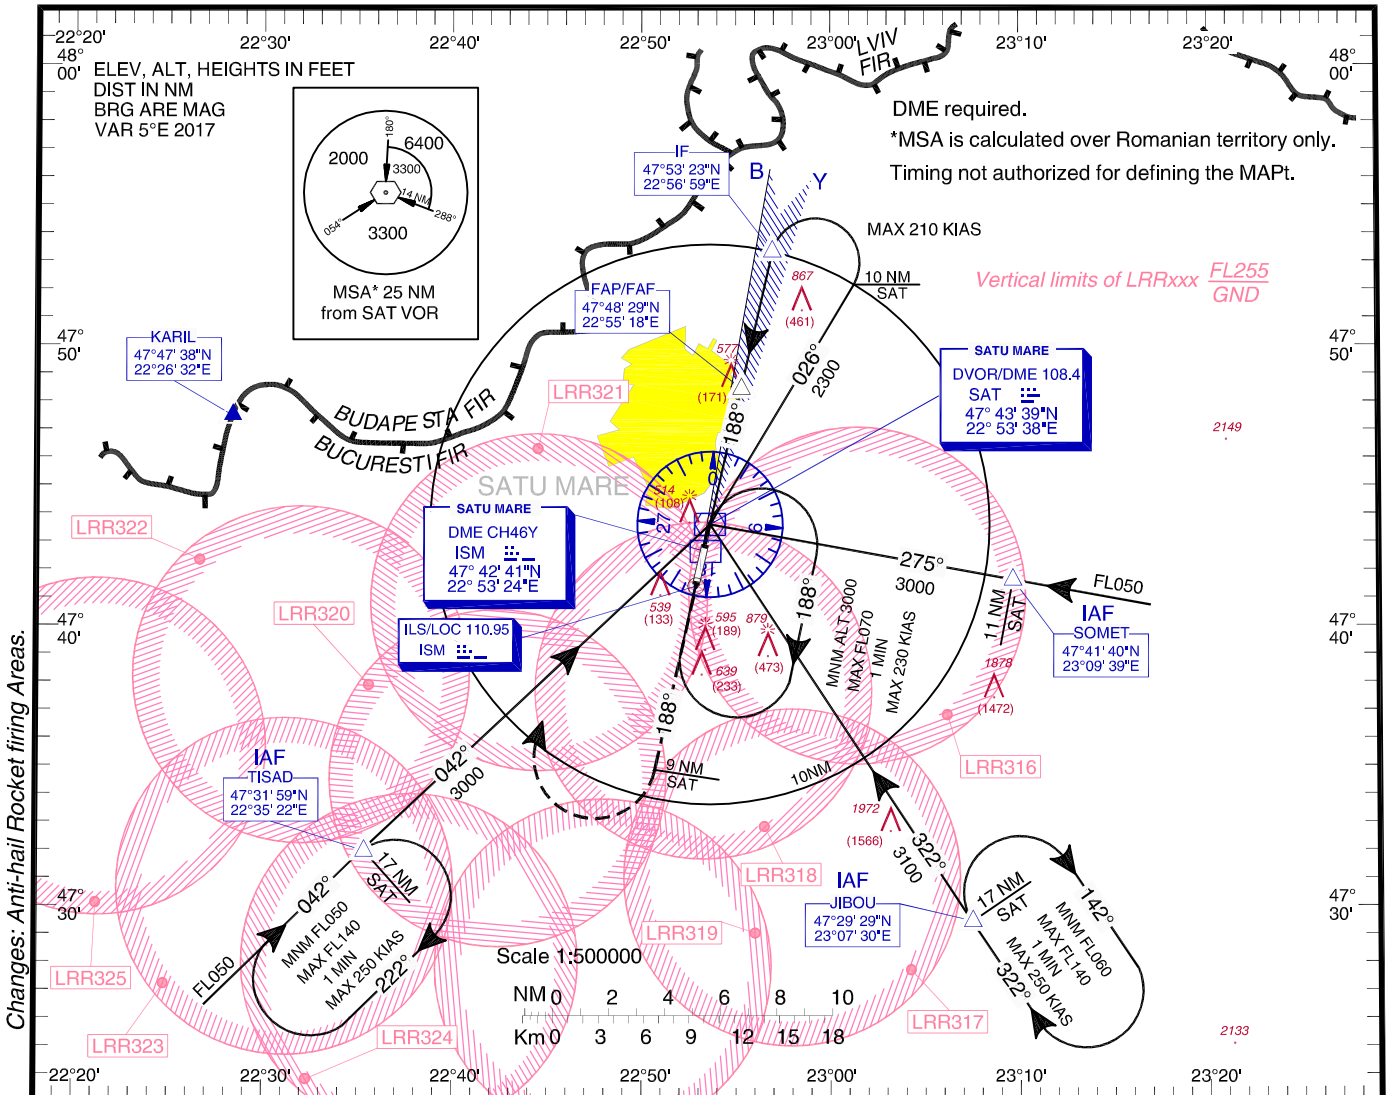 22°20' 22°30' 22°40' 22°50' 23°00' 23°10' 23°20'
48° 00'
48° 00'
ELEV, ALT, HEIGHTS IN FEET
DIST IN NM
BRG ARE MAG
VAR 5°E 2017
180°
2000
6400
3300
14 NM
054°
288°
3300
MSA* 25 NM
from SAT VOR
LVIV
FIR
DME required.
*MSA is calculated over Romanian territory only.
Timing not authorized for defining the MAPt.
IF
47°53' 23"N
22°56' 59"E
B
Y
MAX 210 KIAS
867
(461)
10 NM
SAT
Vertical limits of LRRxxx FL255
GND
FAP/FAF
47°48' 29"N
22°55' 18"E
47° 50'
47° 50'
KARIL
47°47' 38"N
22°26' 32"E
577
(171)
026°
2300
188°
SATU MARE
DVOR/DME 108.4
SAT
47° 43' 39"N
22° 53' 38"E
LRR321
BUDAPESTA FIR
BUCURESTI FIR
2149
SATU MARE
514
(108)
0
27
9
LRR322
SATU MARE
DME CH46Y
ISM
47° 42' 41"N
22° 53' 24"E
275°
3000
FL050
11 NM
SAT
IAF
SOMET
47°41' 40"N
23°09' 39"E
47° 40'
47° 40'
LRR320
ILS/LOC 110.95
ISM
539
(133)
595
(189)
879
(473)
639
(233)
188°
MNM ALT 3000
MAX FL070
1 MIN
MAX 230 KIAS
1878
(1472)
188°
9 NM
SAT
10NM
LRR316
042°
3000
IAF
TISAD
47°31' 59"N
22°35' 22"E
1972
(1566)
322°
3100
17 NM
SAT
042°
MNM FL050
MAX FL140
1 MIN
MAX 250 KIAS
222°
FL050
LRR318
IAF
JIBOU
47°29' 29"N
23°07' 30"E
17 NM
SAT
142°
MNM FL060
MAX FL140
1 MIN
MAX 250 KIAS
322°
47° 30'
47° 30'
LRR319
LRR325
LRR323
LRR324
LRR317
Scale 1:500000
NM 0 2 4 6 8 10
Km 0 3 6 9 12 15 18
2133
22°20' 22°30' 22°40' 22°50' 23°00' 23°10' 23°20'
Changes: Anti-hail Rocket firing Areas.